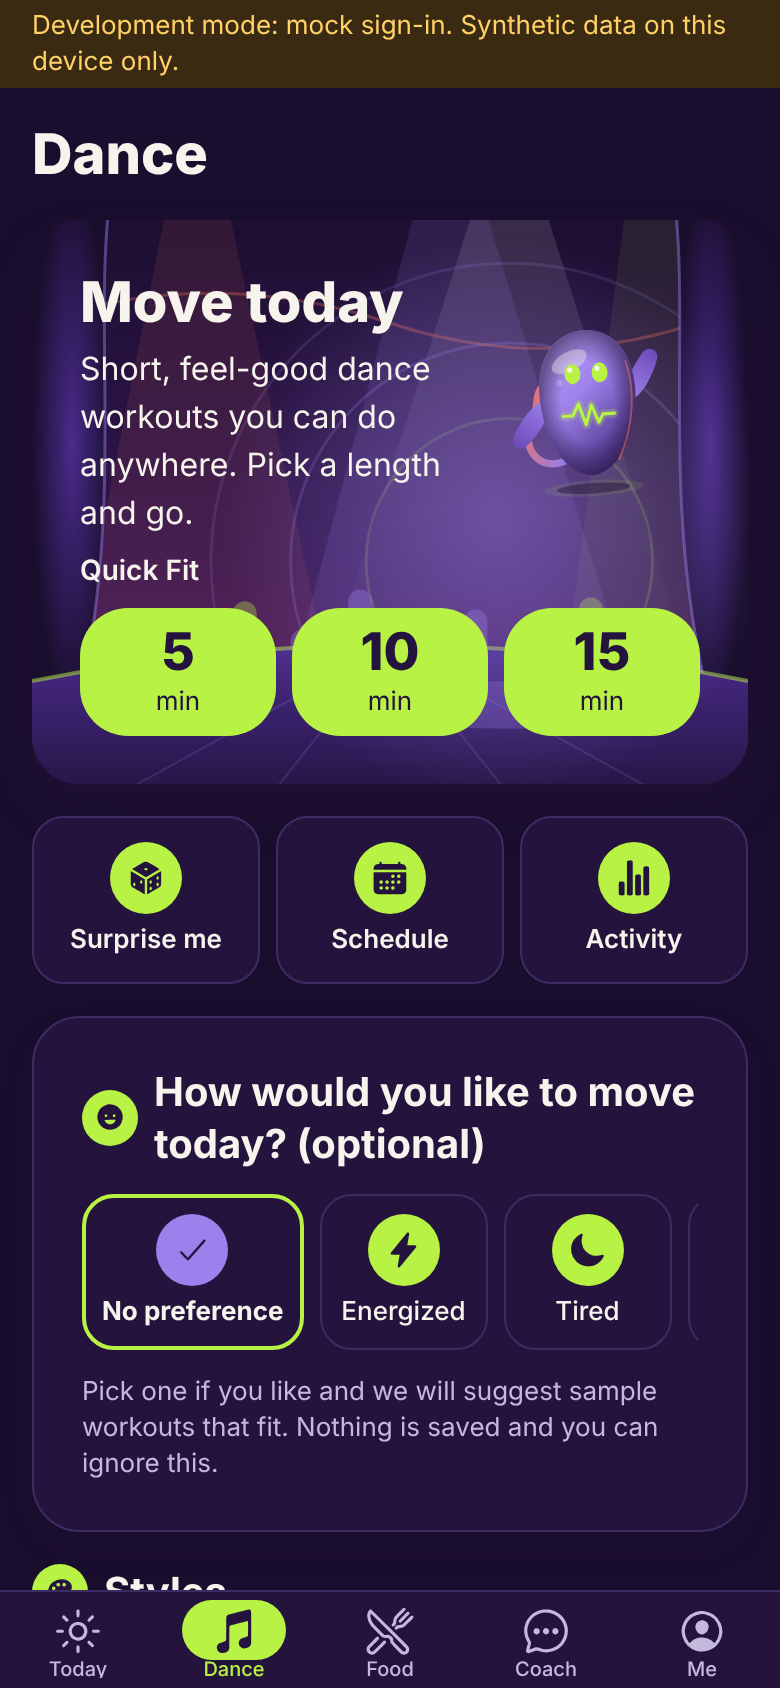 Development mode: mock sign-in. Synthetic data on this
device only.
Dance
Move today
Short, feel-good dance
workouts you can do
anywhere. Pick a length
and go.
Quick Fit
5 10 15
min min min
Surprise me Schedule Activity
How would you like to move
today? (optional)
No preference Energized Tired
Pick one if you like and we will suggest sample
workouts that fit. Nothing is saved and you can
ignore this.
Styles
Today Dance Food Coach Me